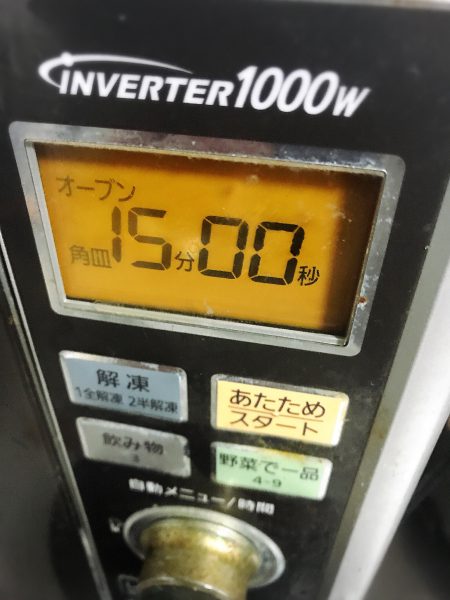 INVERTER1000W
オーブン
角皿 15分00秒
解凍
1全解凍 2半解凍
あたため
スタート
飲み物
3
野菜で一品
4-9
自動メニュー/時間